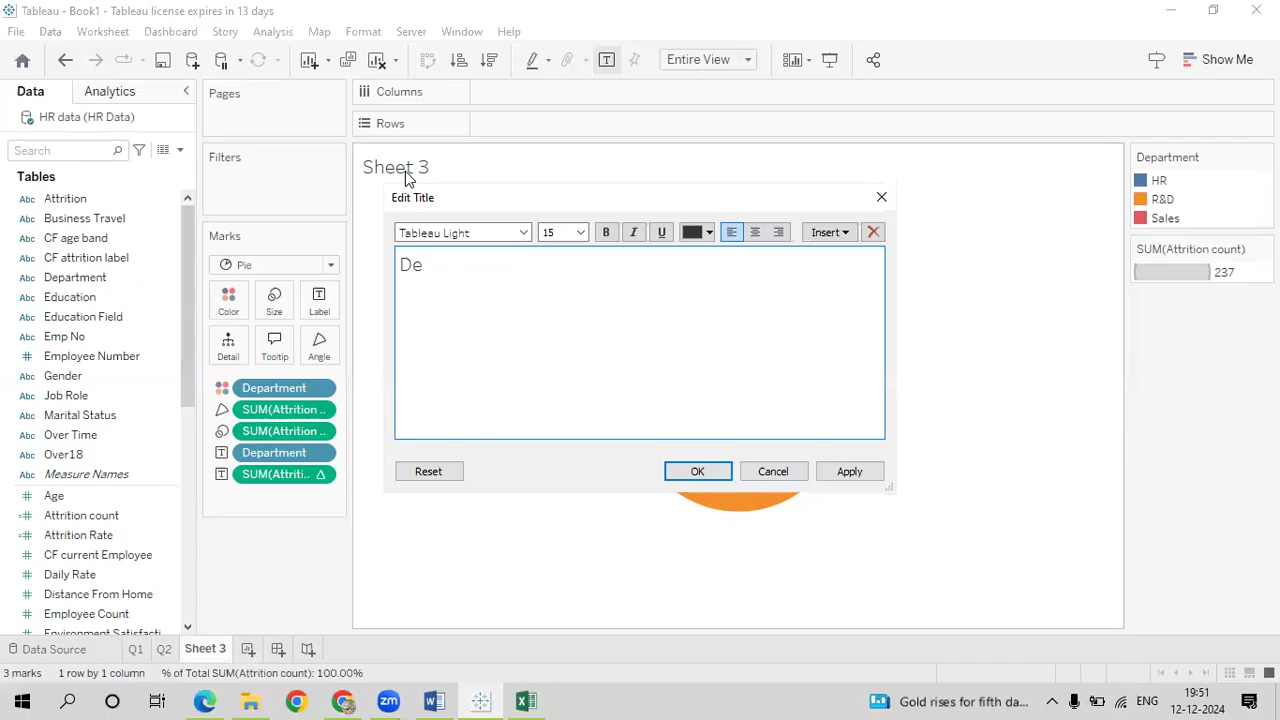 Tableau - Book1 - Tableau license expires in 13 days
File Data Worksheet Dashboard Story Analysis Map Format Server Window Help
Entire View
Show Me
Data Analytics
HR data (HR Data)
Search
Tables
Attrition
Business Travel
CF age band
CF attrition label
Department
Education
Education Field
Emp No
Employee Number
Gender
Job Role
Marital Status
Over Time
Over18
Measure Names
Age
Attrition count
Attrition Rate
CF current Employee
Daily Rate
Distance From Home
Employee Count
Environment Satisfacti
Pages
Filters
Marks
Pie
Color Size Label
Detail Tooltip Angle
Department
SUM(Attrition ..
SUM(Attrition ..
Department
SUM(Attriti..
Columns
Rows
Sheet 3
Edit Title
Tableau Light 15 B I U Insert
De
Reset OK Cancel Apply
Department
HR
R&D
Sales
SUM(Attrition count)
237
Data Source Q1 Q2 Sheet 3
3 marks 1 row by 1 column % of Total SUM(Attrition count): 100.00%
Gold rises for fifth da...
ENG
19:51
12-12-2024